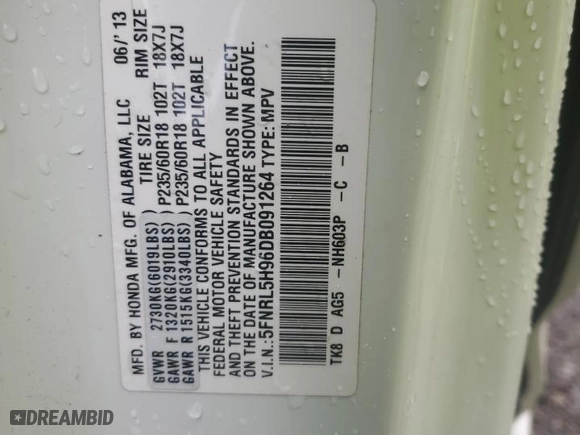 MFD. BY HONDA MFG. OF ALABAMA, LLC 06/'13
GVWR 2730KG(6019LBS) TIRE SIZE RIM SIZE
GAWR F 1320KG(2910LBS) ) P235/60R18 102T 18X7J
GAWR R 1515KG(3340LBS) ) P235/60R18 102T 18X7J
THIS VEHICLE CONFORMS TO ALL APPLICABLE
FEDERAL MOTOR VEHICLE SAFETY
AND THEFT PREVENTION STANDARDS IN EFFECT
ON THE DATE OF MANUFACTURE SHOWN ABOVE.
V.I.N.:5FNRL5H96DB091264 TYPE: MPV
TK8 D AG5 -NH603P -C -B
DREAMBID